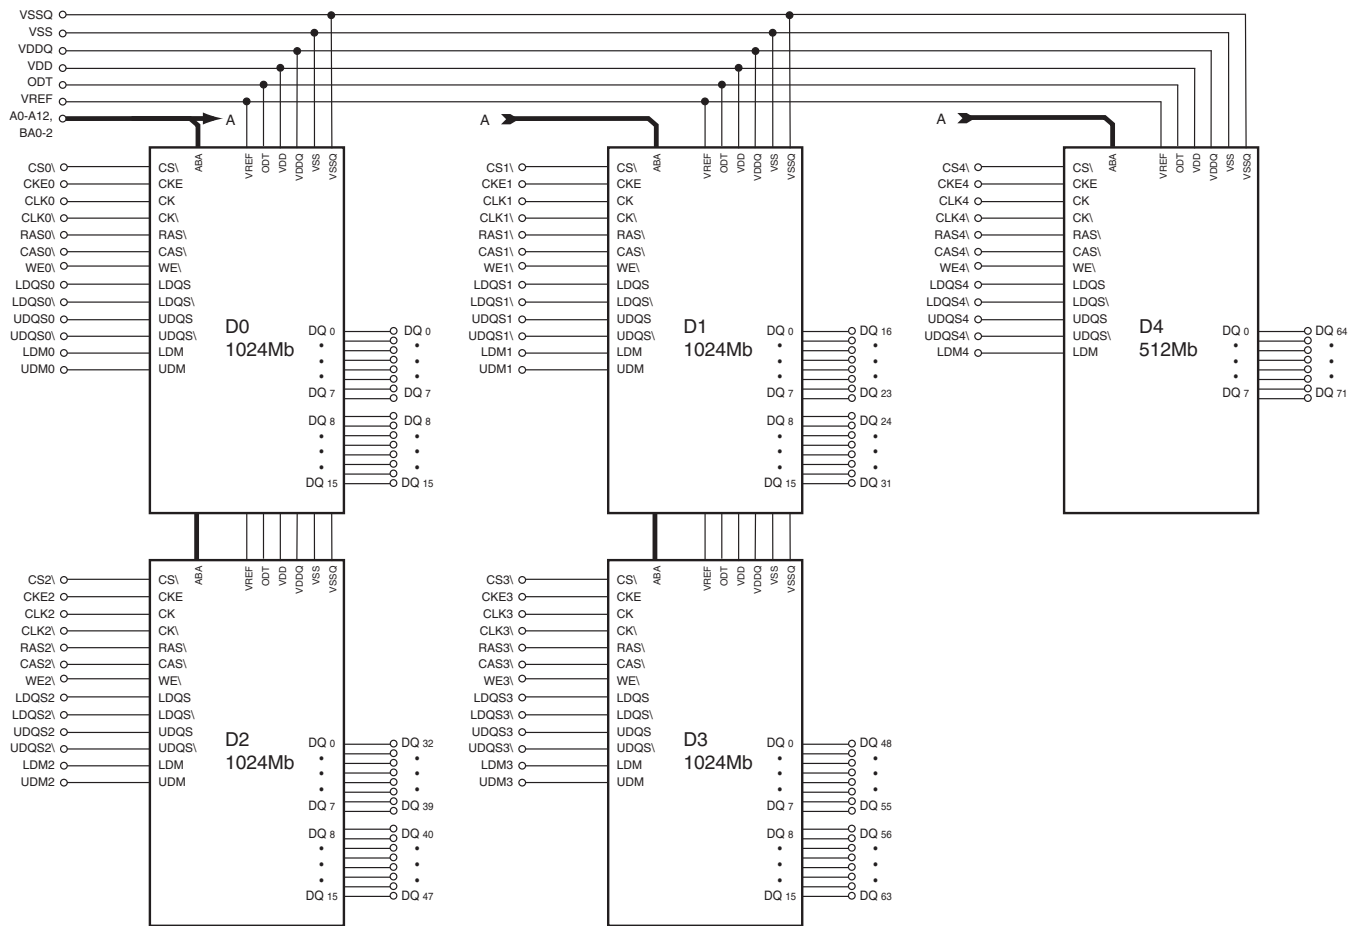 VSSQ
VSS
VDDQ
VDD
ODT
VREF
A0-A12,
BA0-2
A
A
A
CS0\ CS\
CKE0 CKE
CLK0 CK
CLK0\ CK\
RAS0\ RAS\
CAS0\ CAS\
WE0\ WE\
LDQS0 LDQS
LDQS0\ LDQS\
UDQS0 UDQS
UDQS0\ UDQS\
LDM0 LDM
UDM0 UDM
ABA VREF ODT VDD VDDQ VSS VSSQ
D0
1024Mb
DQ 0 DQ 0
DQ 7 DQ 7
DQ 8 DQ 8
DQ 15 DQ 15
CS1\ CS\
CKE1 CKE
CLK1 CK
CLK1\ CK\
RAS1\ RAS\
CAS1\ CAS\
WE1\ WE\
LDQS1 LDQS
LDQS1\ LDQS\
UDQS1 UDQS
UDQS1\ UDQS\
LDM1 LDM
UDM1 UDM
ABA VREF ODT VDD VDDQ VSS VSSQ
D1
1024Mb
DQ 0 DQ 16
DQ 7 DQ 23
DQ 8 DQ 24
DQ 15 DQ 31
CS4\ CS\
CKE4 CKE
CLK4 CK
CLK4\ CK\
RAS4\ RAS\
CAS4\ CAS\
WE4\ WE\
LDQS4 LDQS
LDQS4\ LDQS\
UDQS4 UDQS
UDQS4\ UDQS\
LDM4 LDM
ABA VREF ODT VDD VDDQ VSS VSSQ
D4
512Mb
DQ 0 DQ 64
DQ 7 DQ 71
CS2\ CS\
CKE2 CKE
CLK2 CK
CLK2\ CK\
RAS2\ RAS\
CAS2\ CAS\
WE2\ WE\
LDQS2 LDQS
LDQS2\ LDQS\
UDQS2 UDQS
UDQS2\ UDQS\
LDM2 LDM
UDM2 UDM
ABA VREF ODT VDD VDDQ VSS VSSQ
D2
1024Mb
DQ 0 DQ 32
DQ 7 DQ 39
DQ 8 DQ 40
DQ 15 DQ 47
CS3\ CS\
CKE3 CKE
CLK3 CK
CLK3\ CK\
RAS3\ RAS\
CAS3\ CAS\
WE3\ WE\
LDQS3 LDQS
LDQS3\ LDQS\
UDQS3 UDQS
UDQS3\ UDQS\
LDM3 LDM
UDM3 UDM
ABA VREF ODT VDD VDDQ VSS VSSQ
D3
1024Mb
DQ 0 DQ 48
DQ 7 DQ 55
DQ 8 DQ 56
DQ 15 DQ 63